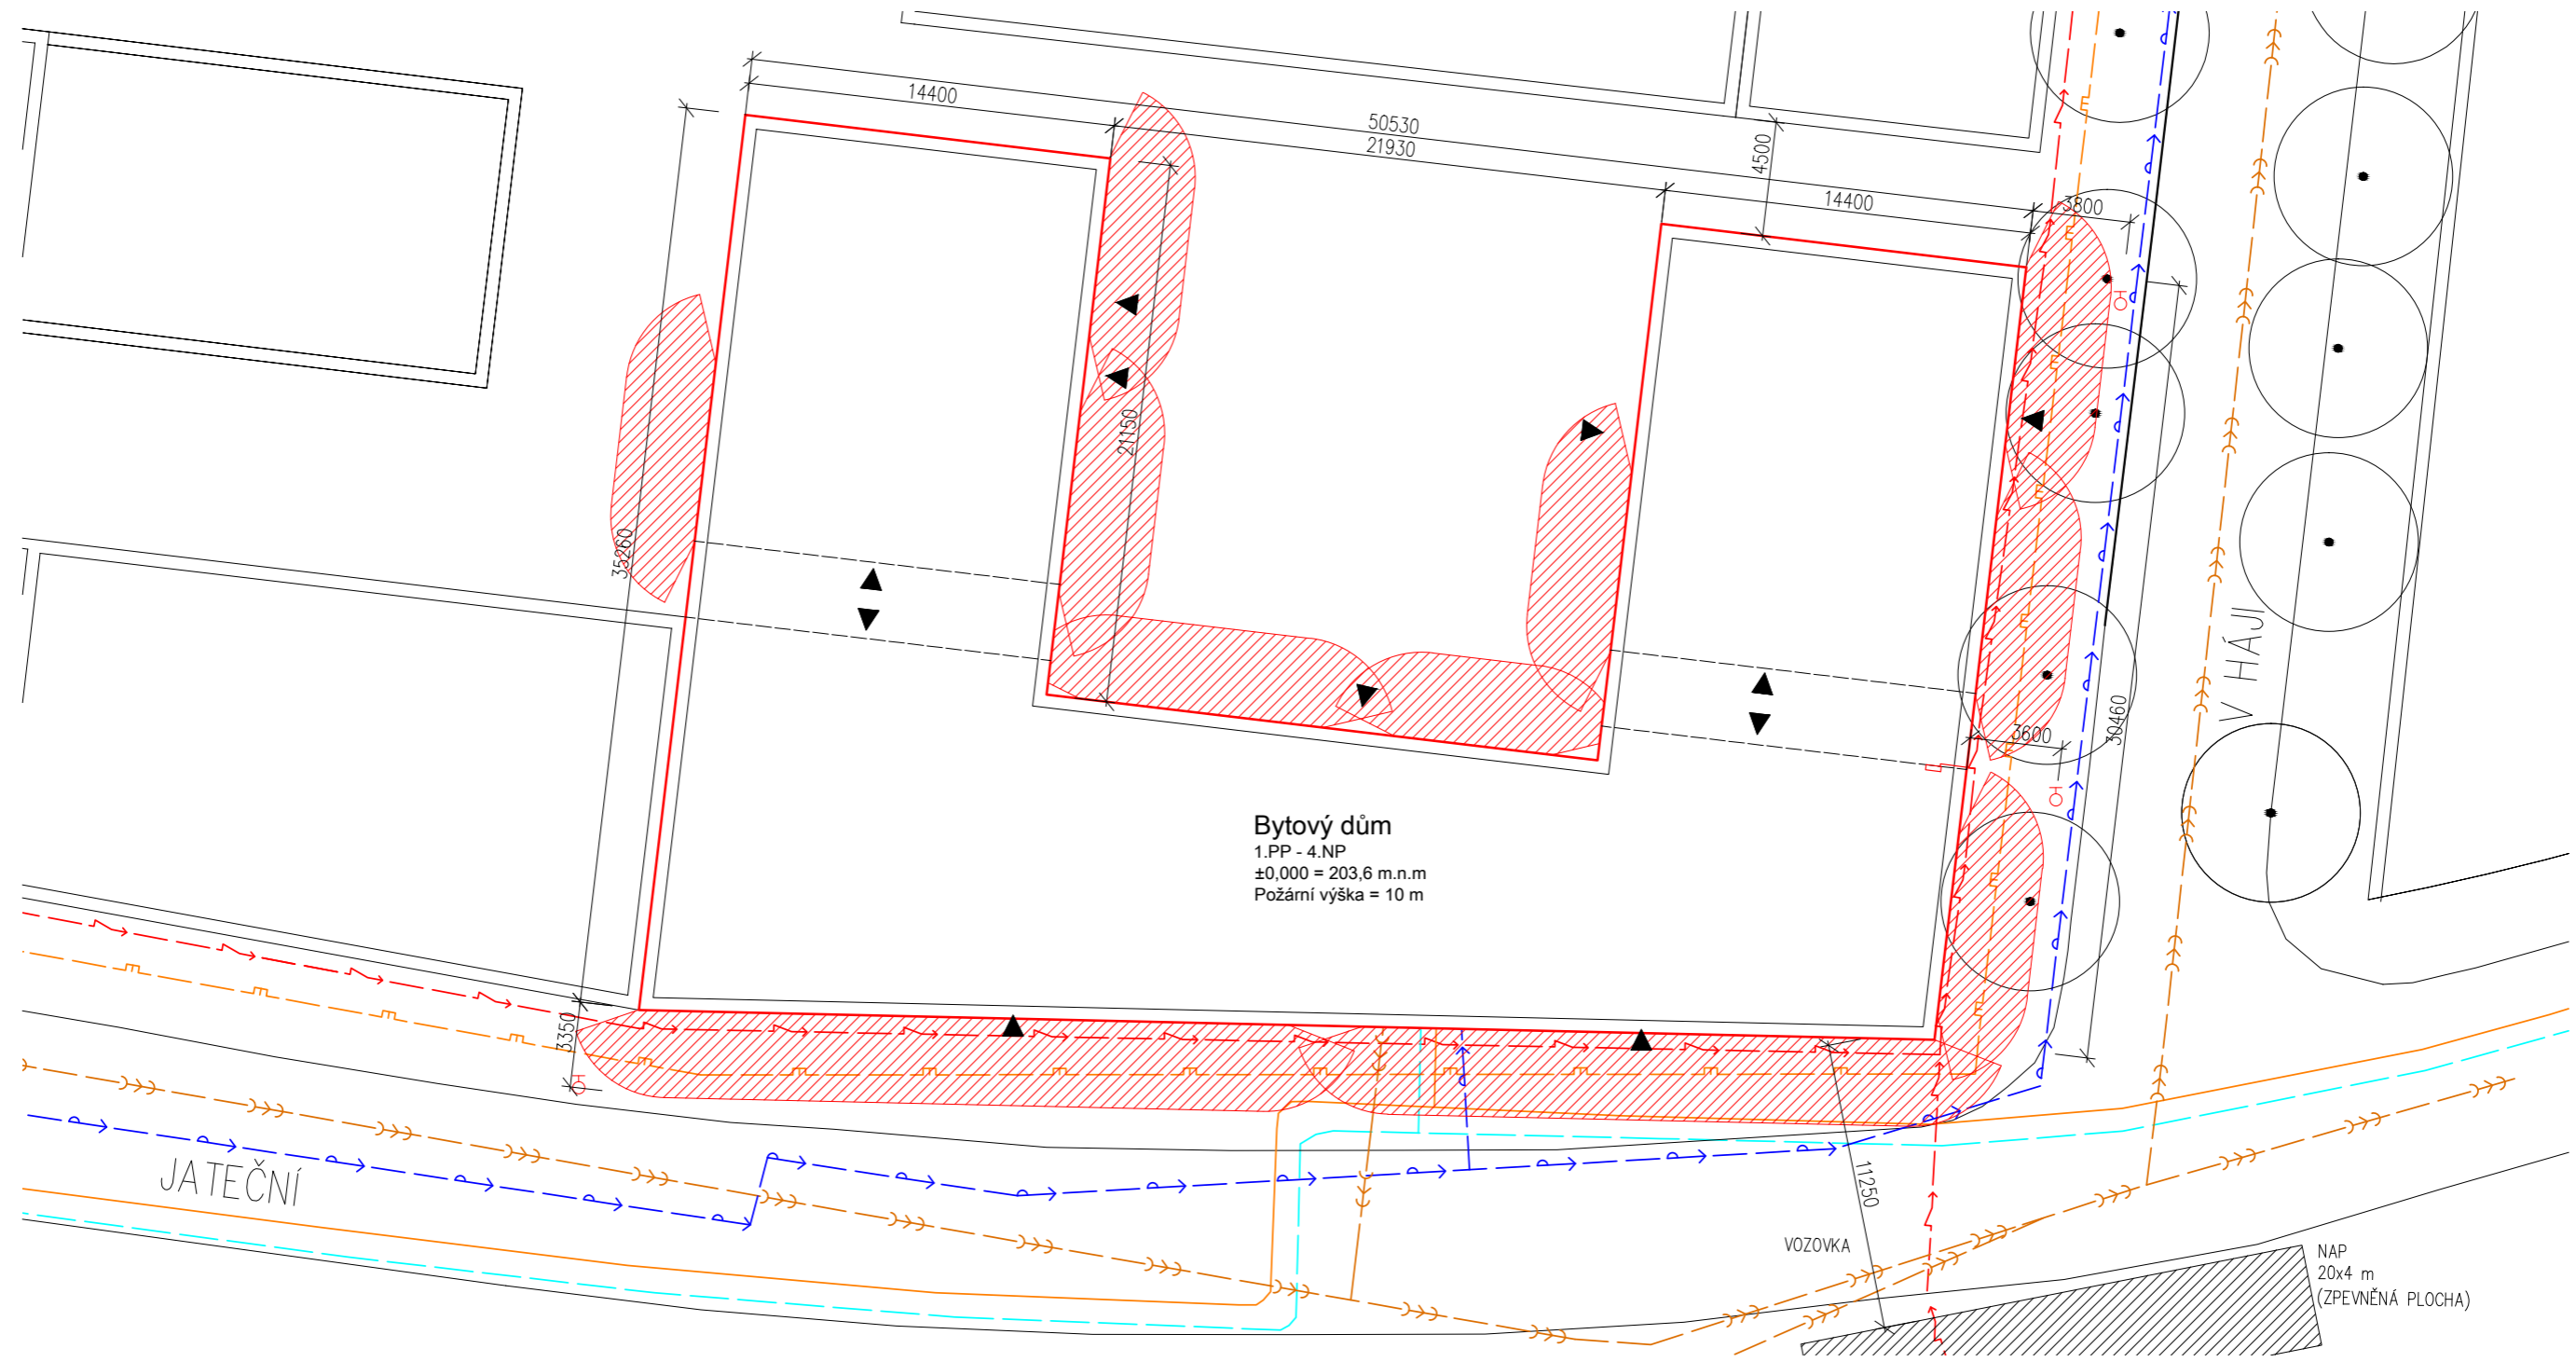 14400
50530
21930
4500
14400
3800
21150
35260
V HÁJI
30460
3600
Bytový dům
1.PP - 4.NP
±0,000 = 203,6 m.n.m
Požární výška = 10 m
3350
JATEČNÍ
11250
VOZOVKA
NAP
20x4 m
(ZPEVNĚNÁ PLOCHA)